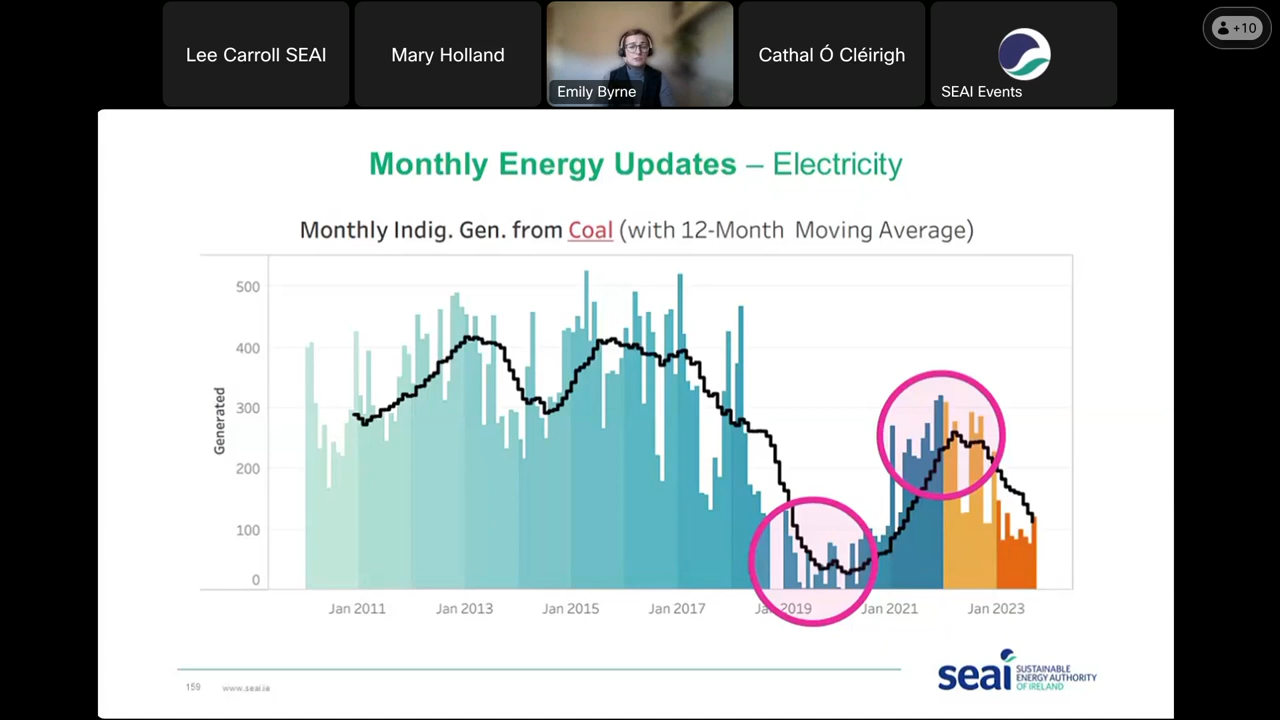 Lee Carroll SEAI
Mary Holland
Emily Byrne
Cathal Ó Cléirigh
SEAI Events
+10
Monthly Energy Updates – Electricity
Monthly Indig. Gen. from Coal (with 12-Month Moving Average)
Generated
500
400
300
200
100
0
Jan 2011
Jan 2013
Jan 2015
Jan 2017
Jan 2019
Jan 2021
Jan 2023
159
www.seai.ie
seai
SUSTAINABLE
ENERGY AUTHORITY
OF IRELAND